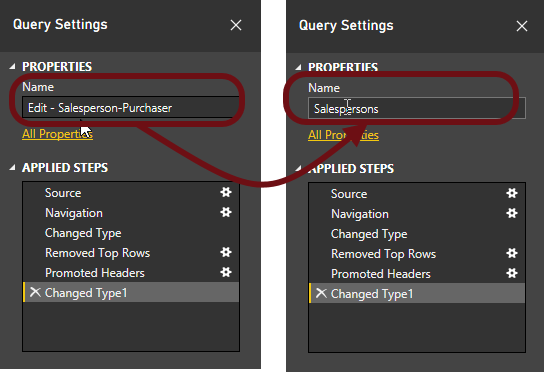 Query Settings
PROPERTIES
Name
Edit - Salesperson-Purchaser
All Properties
APPLIED STEPS
Source
Navigation
Changed Type
Removed Top Rows
Promoted Headers
Changed Type1
Query Settings
PROPERTIES
Name
Salespersons
All Properties
APPLIED STEPS
Source
Navigation
Changed Type
Removed Top Rows
Promoted Headers
Changed Type1